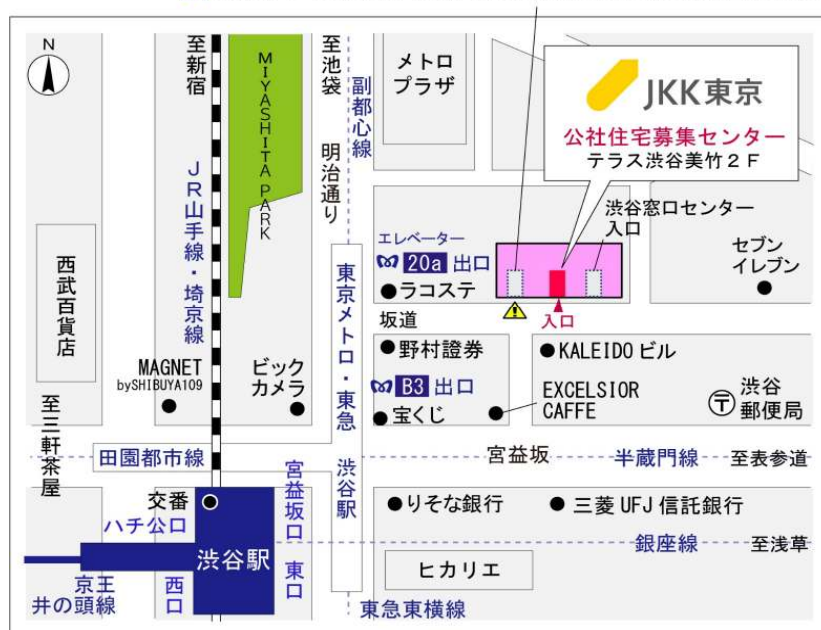 N
至新宿
MIYASHITA PARK
至池袋
副都心線
明治通り
メトロ
プラザ
JKK東京
公社住宅募集センター
テラス渋谷美竹2F
JR山手線・埼京線
西武百貨店
東京メトロ・東急 渋谷駅
エレベーター
20a 出口
ラコステ
渋谷窓口センター
入口
セブン
イレブン
!
入口
坂道
MAGNET
bySHIBUYA109
ビック
カメラ
野村證券
B3 出口
宝くじ
KALEIDO ビル
EXCELSIOR
CAFFE
〒
渋谷
郵便局
至三軒茶屋
田園都市線
宮益坂
半蔵門線
至表参道
交番
ハチ公口
宮益坂口
りそな銀行
三菱 UFJ 信託銀行
渋谷駅
銀座線
至浅草
京王
井の頭線
西口
東口
ヒカリエ
東急東横線